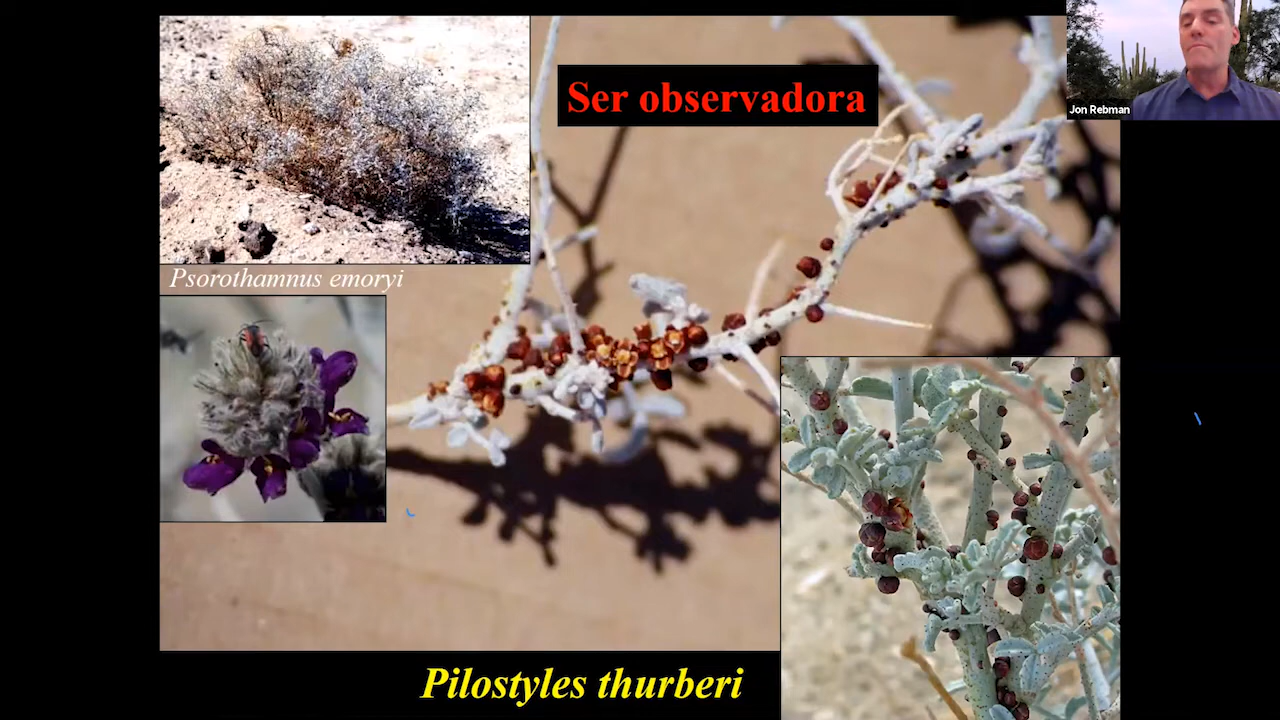 Ser observadora
Jon Rebman
Psorothamnus emoryi
Pilostyles thurberi